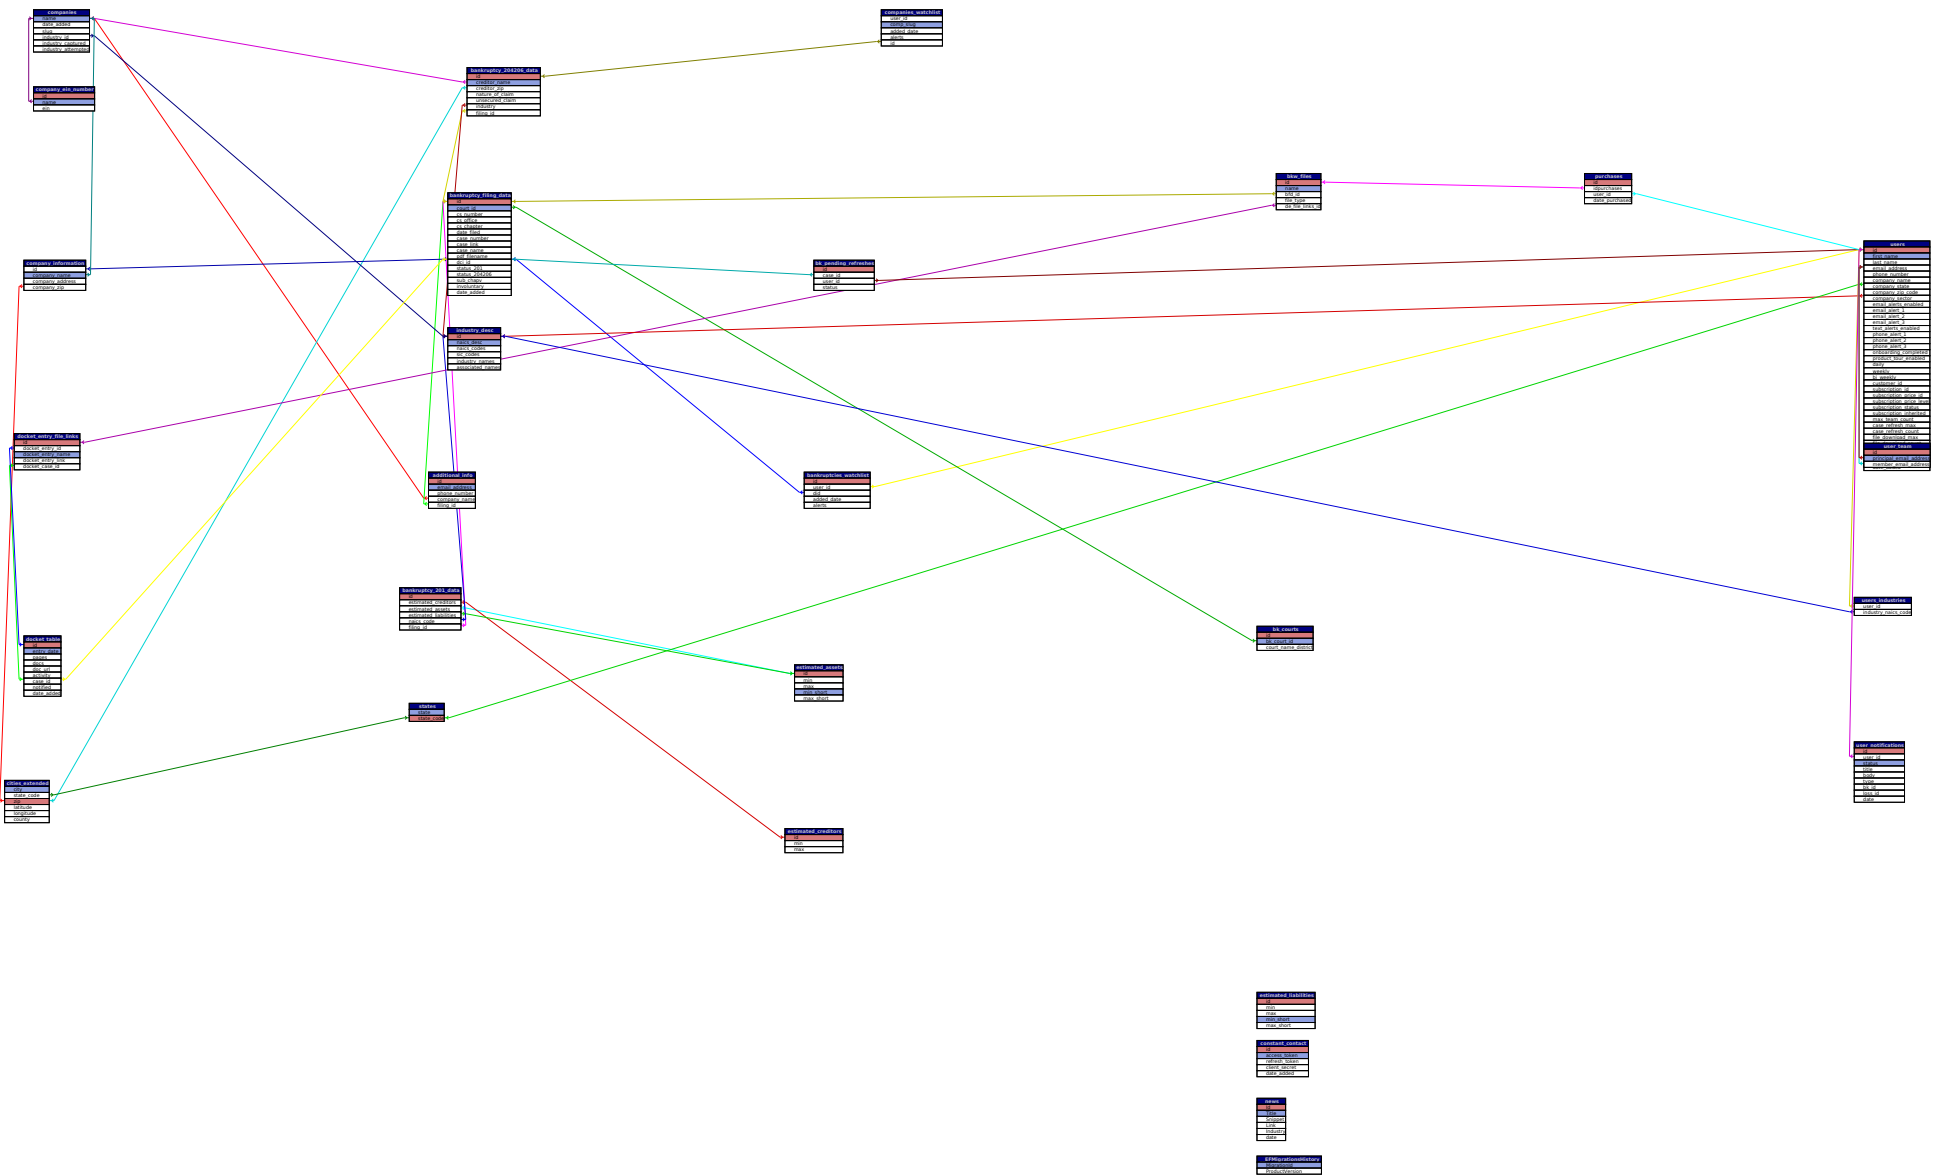 companies
name
date_added
slug
industry_id
industry_captured
industry_attempted
company_ein_number
id
name
ein
companies_watchlist
user_id
comp_slug
added_date
alerts
id
bankruptcy_204206_data
id
creditor_name
creditor_zip
nature_of_claim
unsecured_claim
industry
filing_id
bankruptcy_filing_data
id
court_id
cs_number
cs_office
cs_chapter
date_filed
case_number
case_link
case_name
pdf_filename
dci_id
status_201
status_204206
sub_chapv
involuntary
date_added
bkw_files
id
name
bfd_id
file_type
de_file_links_id
purchases
id
idpurchases
user_id
date_purchased
users
id
first_name
last_name
email_address
phone_number
company_name
company_state
company_zip_code
company_sector
email_alerts_enabled
email_alert_1
email_alert_2
email_alert_3
text_alerts_enabled
phone_alert_1
phone_alert_2
phone_alert_3
onboarding_completed
product_tour_enabled
daily
weekly
bi_weekly
customer_id
subscription_id
subscription_price_id
subscription_price_level
subscription_status
subscription_inherited
max_team_count
case_refresh_max
case_refresh_count
file_download_max
user_team
id
principal_email_address
member_email_address
company_information
id
company_name
company_address
company_zip
bk_pending_refreshes
id
case_id
user_id
status
industry_desc
id
naics_desc
naics_codes
sic_codes
industry_names
associated_names
docket_entry_file_links
id
docket_entry_id
docket_entry_name
docket_entry_link
docket_case_id
additional_info
id
email_address
phone_number
company_name
filing_id
bankruptcies_watchlist
id
user_id
did
added_date
alerts
bankruptcy_201_data
id
estimated_creditors
estimated_assets
estimated_liabilities
naics_code
filing_id
users_industries
user_id
industry_naics_code
bk_courts
id
bk_court_id
court_name_district
docket_table
id
entry_date
pages
docs
doc_url
activity
case_id
notified
date_added
estimated_assets
id
min
max
min_short
max_short
states
state
state_code
user_notifications
id
user_id
status
title
body
type
bk_id
loss_id
date
cities_extended
city
state_code
zip
latitude
longitude
county
estimated_creditors
id
min
max
estimated_liabilities
id
min
max
min_short
max_short
constant_contact
id
access_token
refresh_token
client_secret
date_added
news
id
Title
Snippet
Link
Industry
date
EFMigrationsHistory
MigrationId
ProductVersion